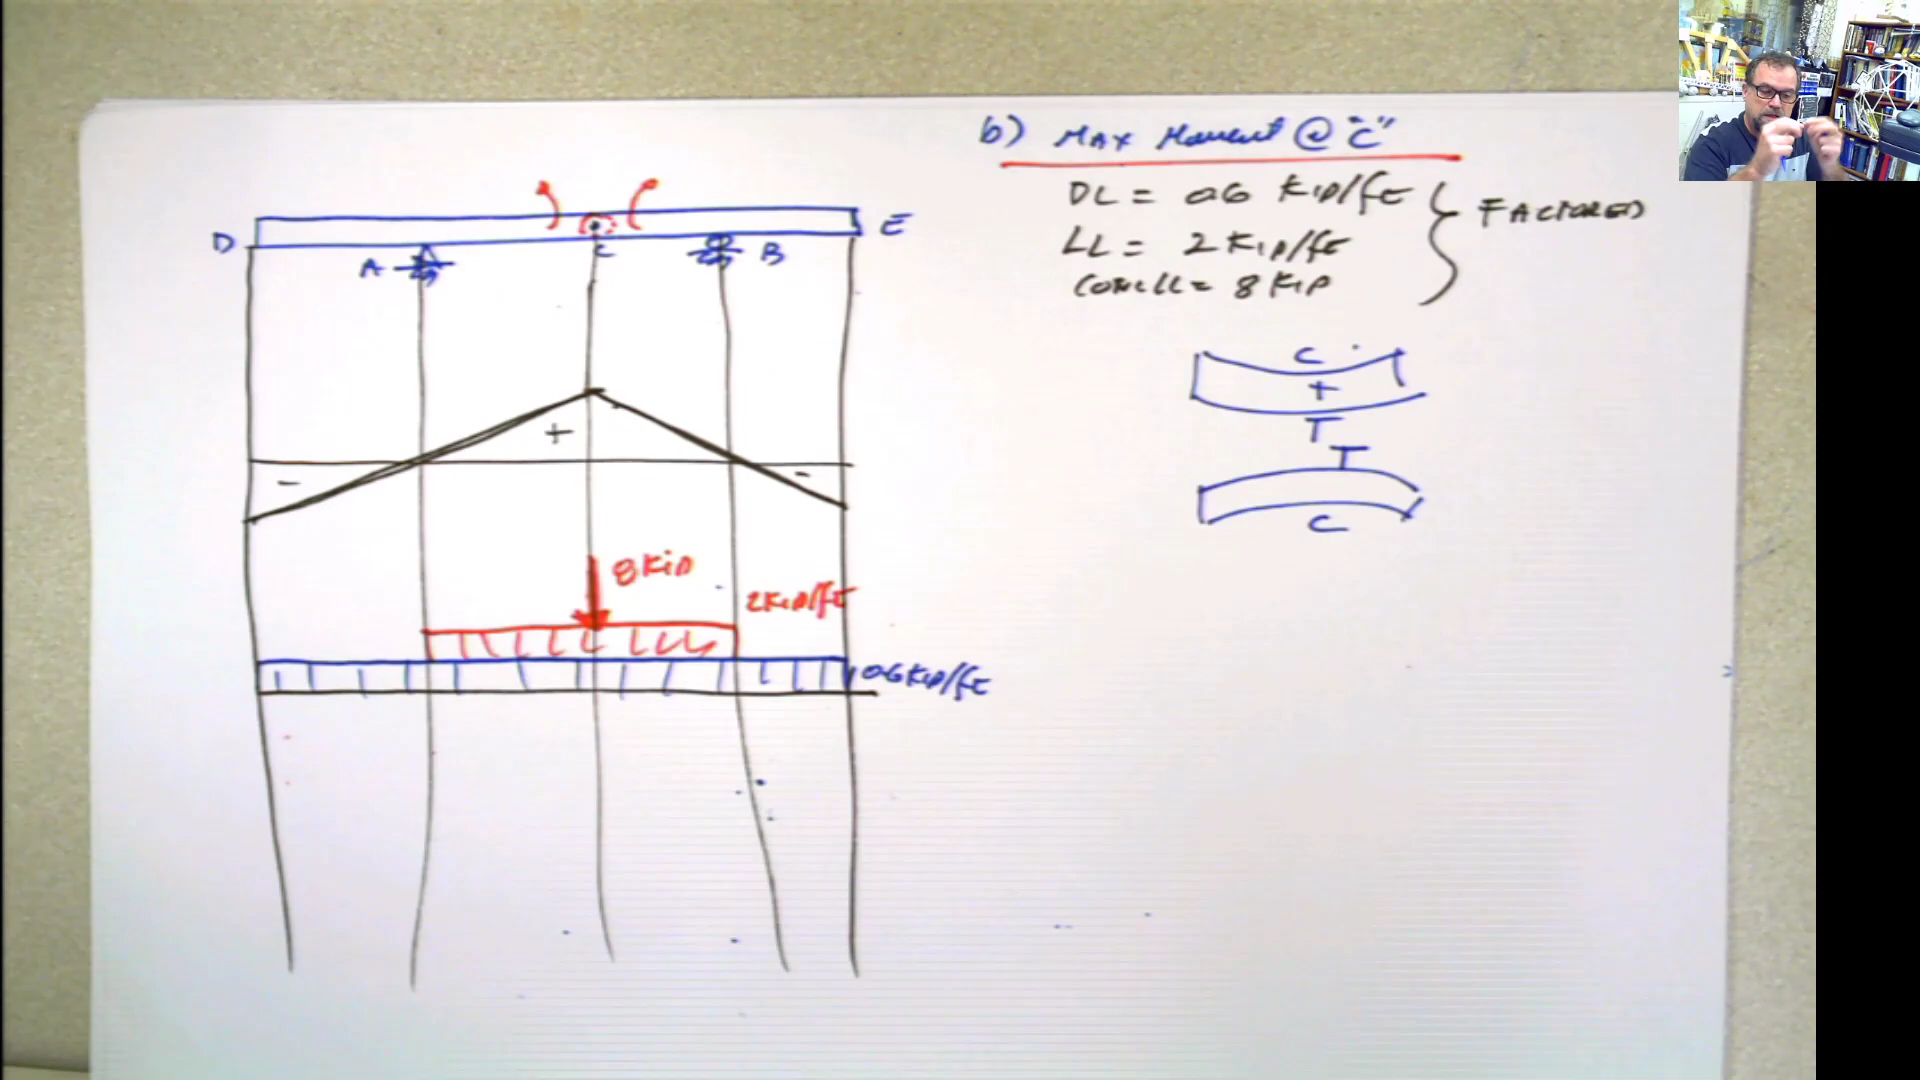 b) MAX Moment @ "C"
DL = 0.6 KIP/ft
LL = 2 KIP/ft
CONC LL = 8 KIP
FACTORED
D
E
A
C
B
C
+
T
T
C
+
-
-
8 KIP
2 KIP/ft
0.6 KIP/ft